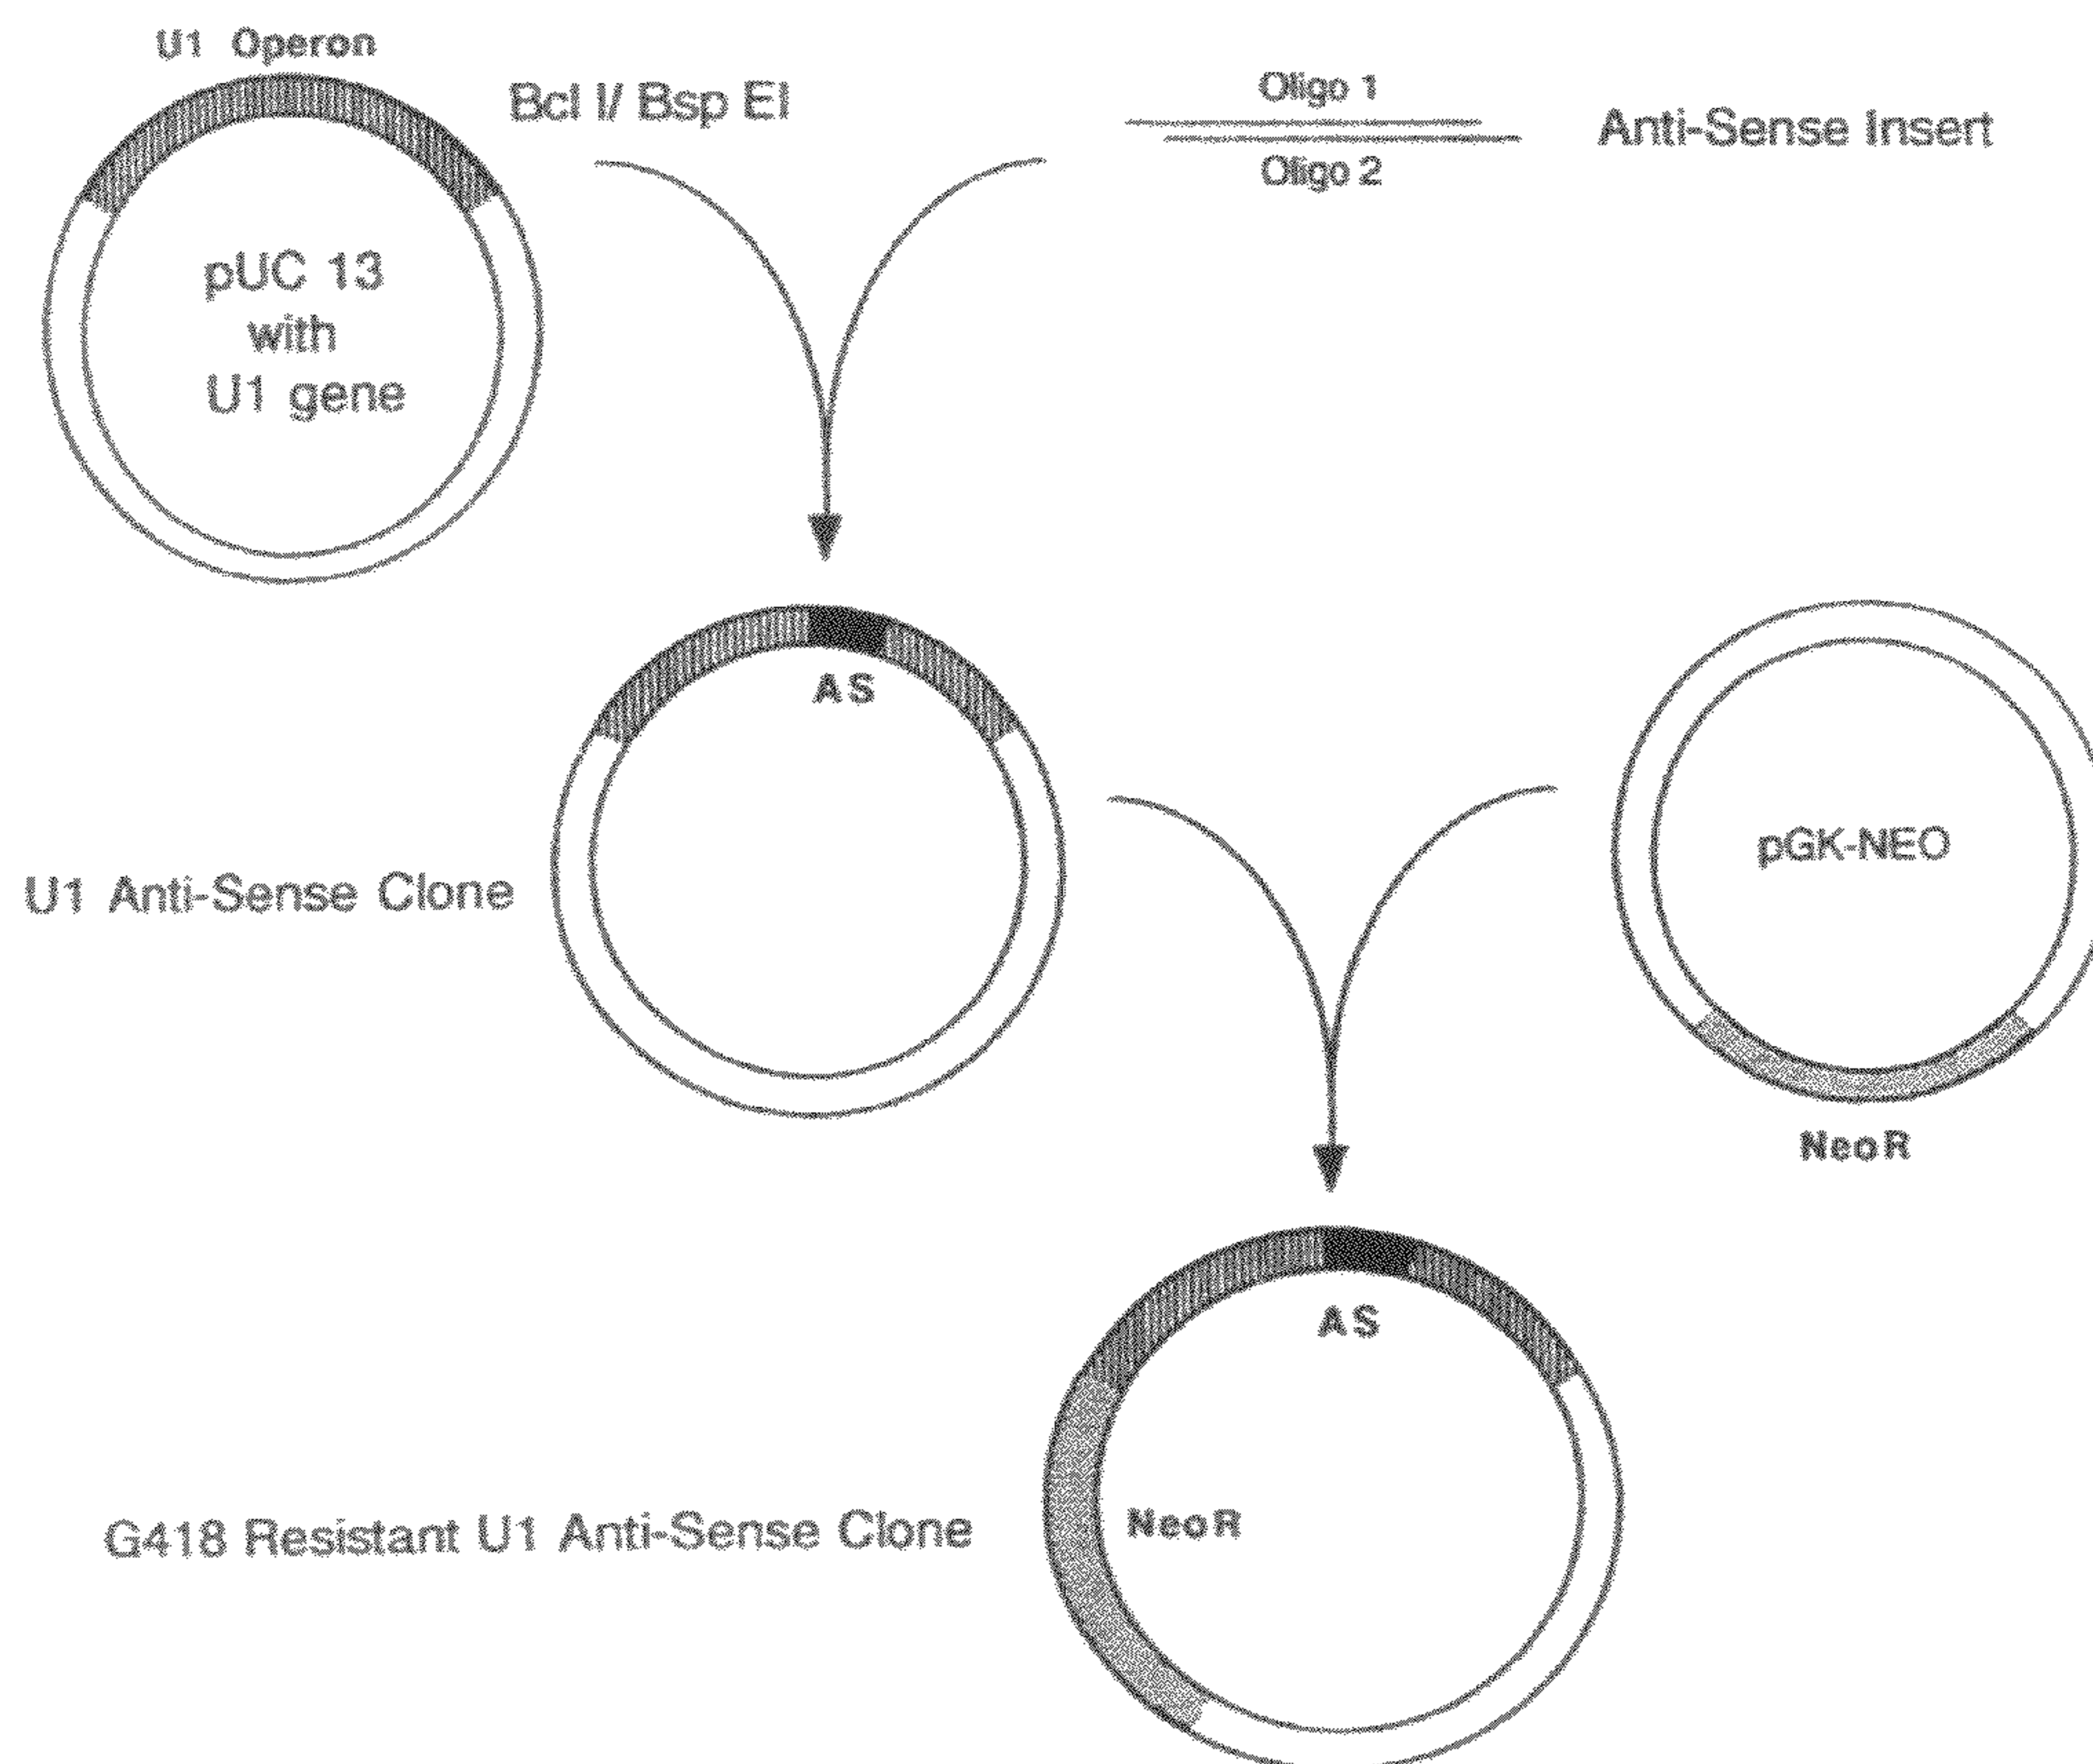 U1 Operon
Bcl I/ Bsp EI
Oligo 1
Oligo 2
Anti-Sense Insert
pUC 13
with
U1 gene
AS
U1 Anti-Sense Clone
pGK-NEO
NeoR
AS
NeoR
G418 Resistant U1 Anti-Sense Clone